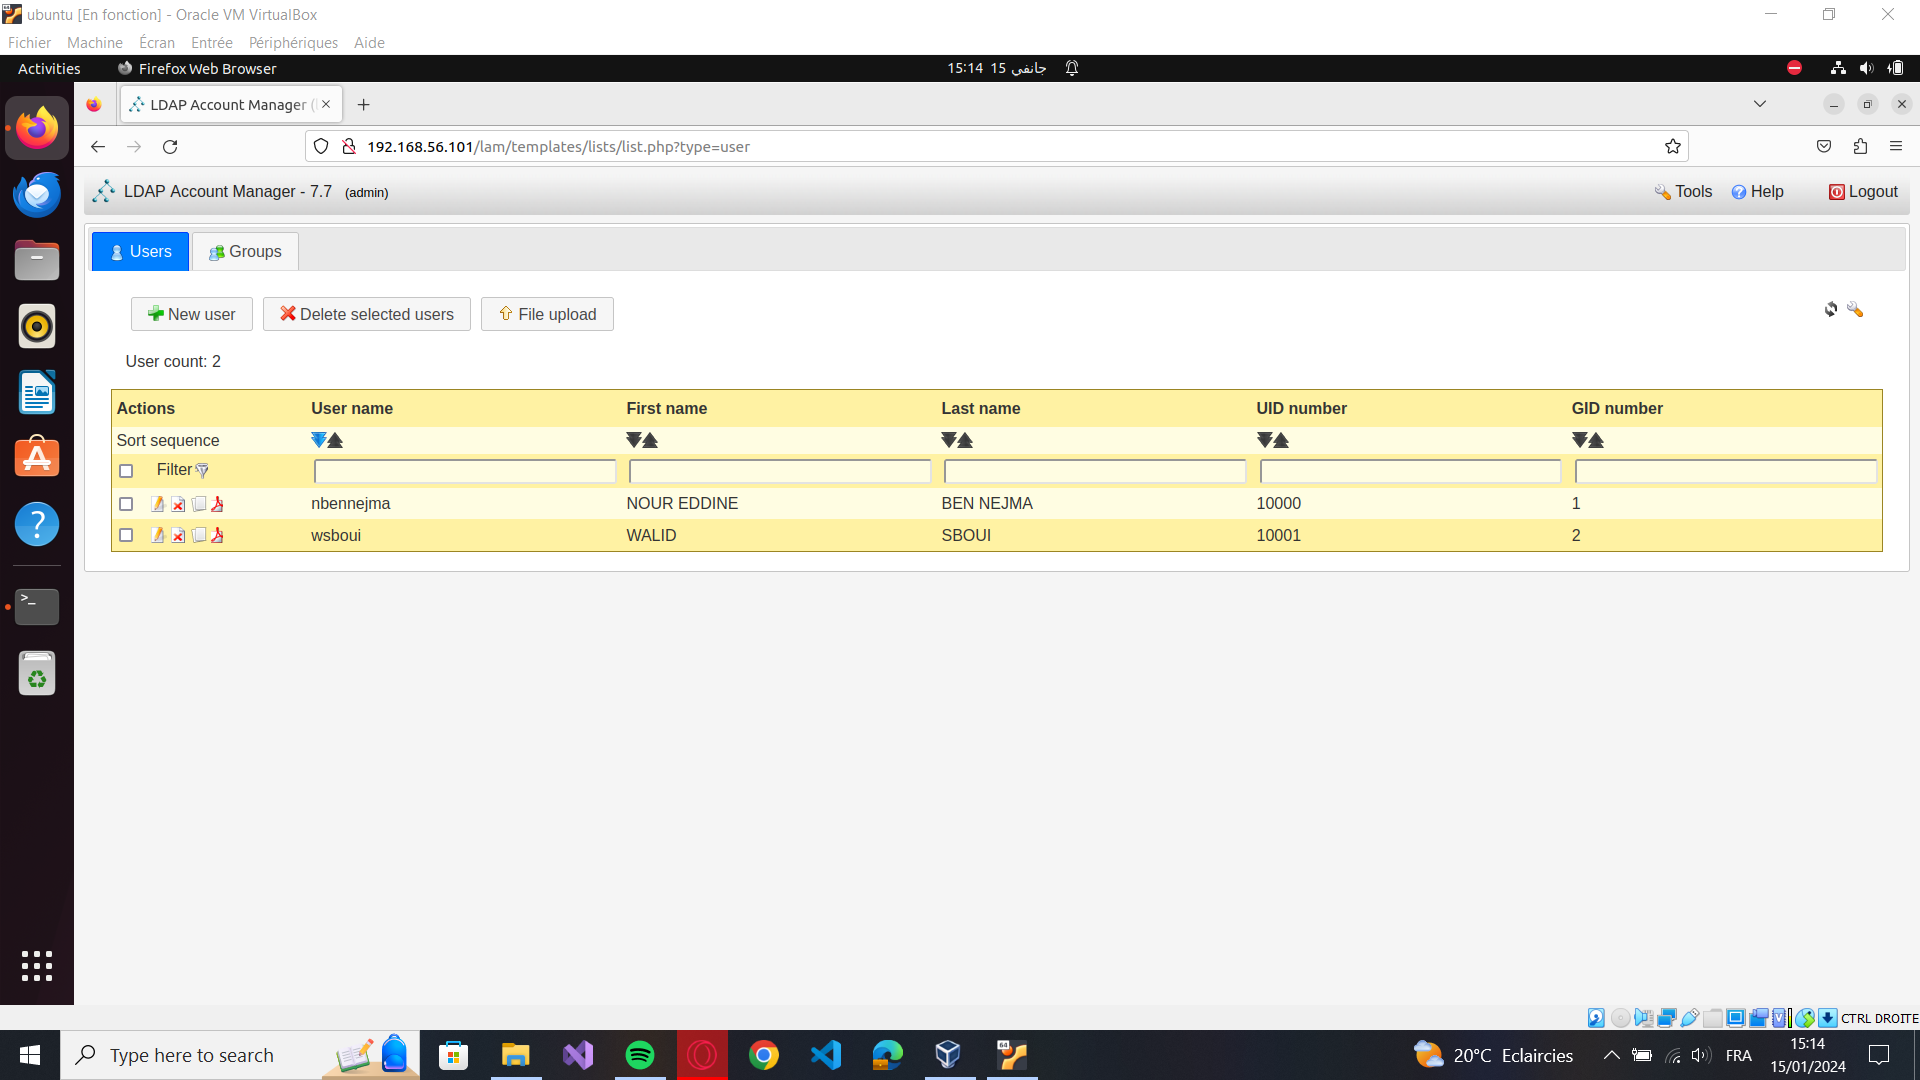 ubuntu [En fonction] - Oracle VM VirtualBox
Fichier Machine Écran Entrée Périphériques Aide
Activities Firefox Web Browser 15:14 15 جانفي
LDAP Account Manager (
192.168.56.101/lam/templates/lists/list.php?type=user
LDAP Account Manager - 7.7 (admin) Tools Help Logout
Users Groups
New user Delete selected users File upload
User count: 2
Actions User name First name Last name UID number GID number
Sort sequence
Filter
nbennejma NOUR EDDINE BEN NEJMA 10000 1
wsboui WALID SBOUI 10001 2
CTRL DROITE
Type here to search 20°C Eclaircies FRA 15:14
15/01/2024